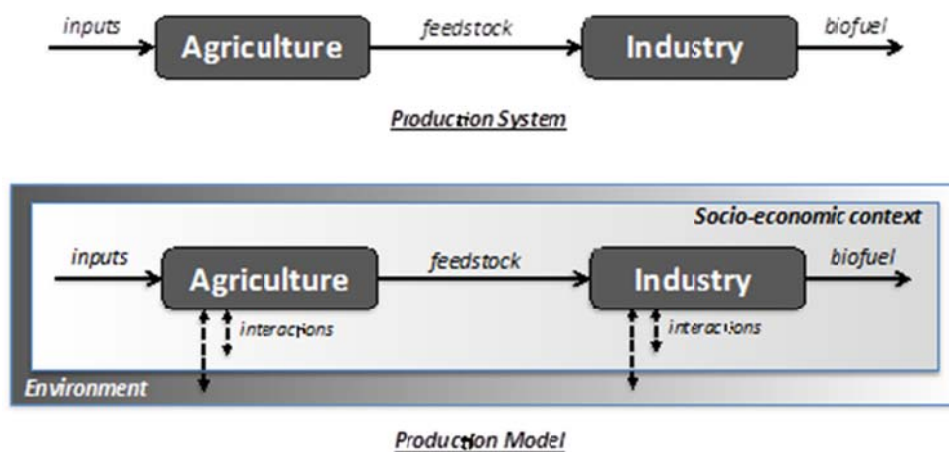 inputs Agriculture feedstock Industry biofuel
Production System
Socio-economic context
inputs Agriculture feedstock Industry biofuel
interactions interactions
Environment
Production Model